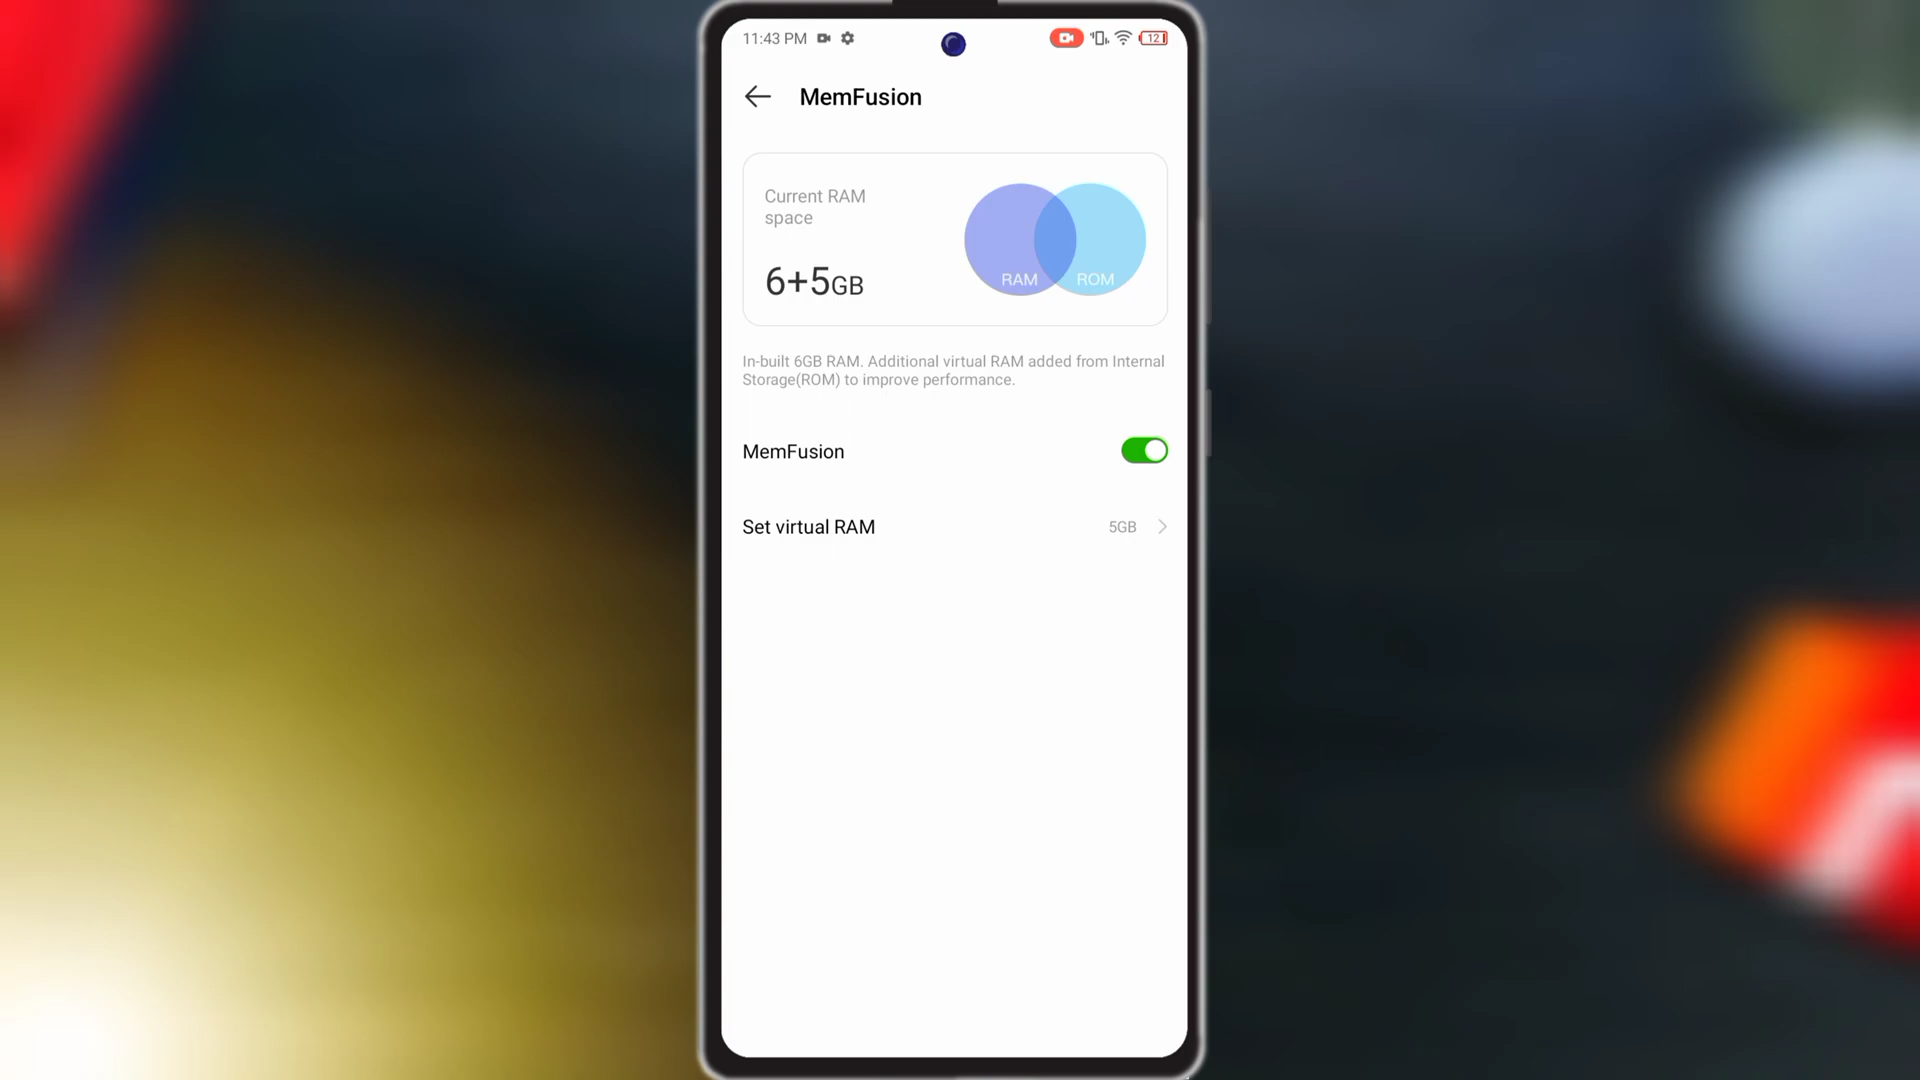 11:43 PM
12
MemFusion
Current RAM
space
6+5GB
RAM
ROM
In-built 6GB RAM. Additional virtual RAM added from Internal
Storage(ROM) to improve performance.
MemFusion
Set virtual RAM
5GB